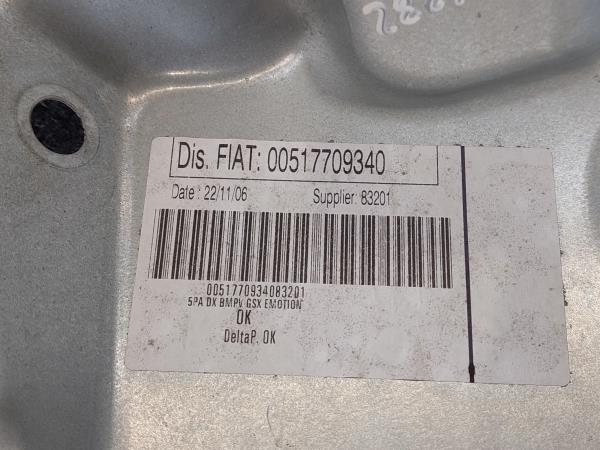 Dis. FIAT: 00517709340
Date : 22/11/06 Supplier: 83201
0051770934083201
5PA DX BMPV GSX EMOTION
OK
DeltaP. OK